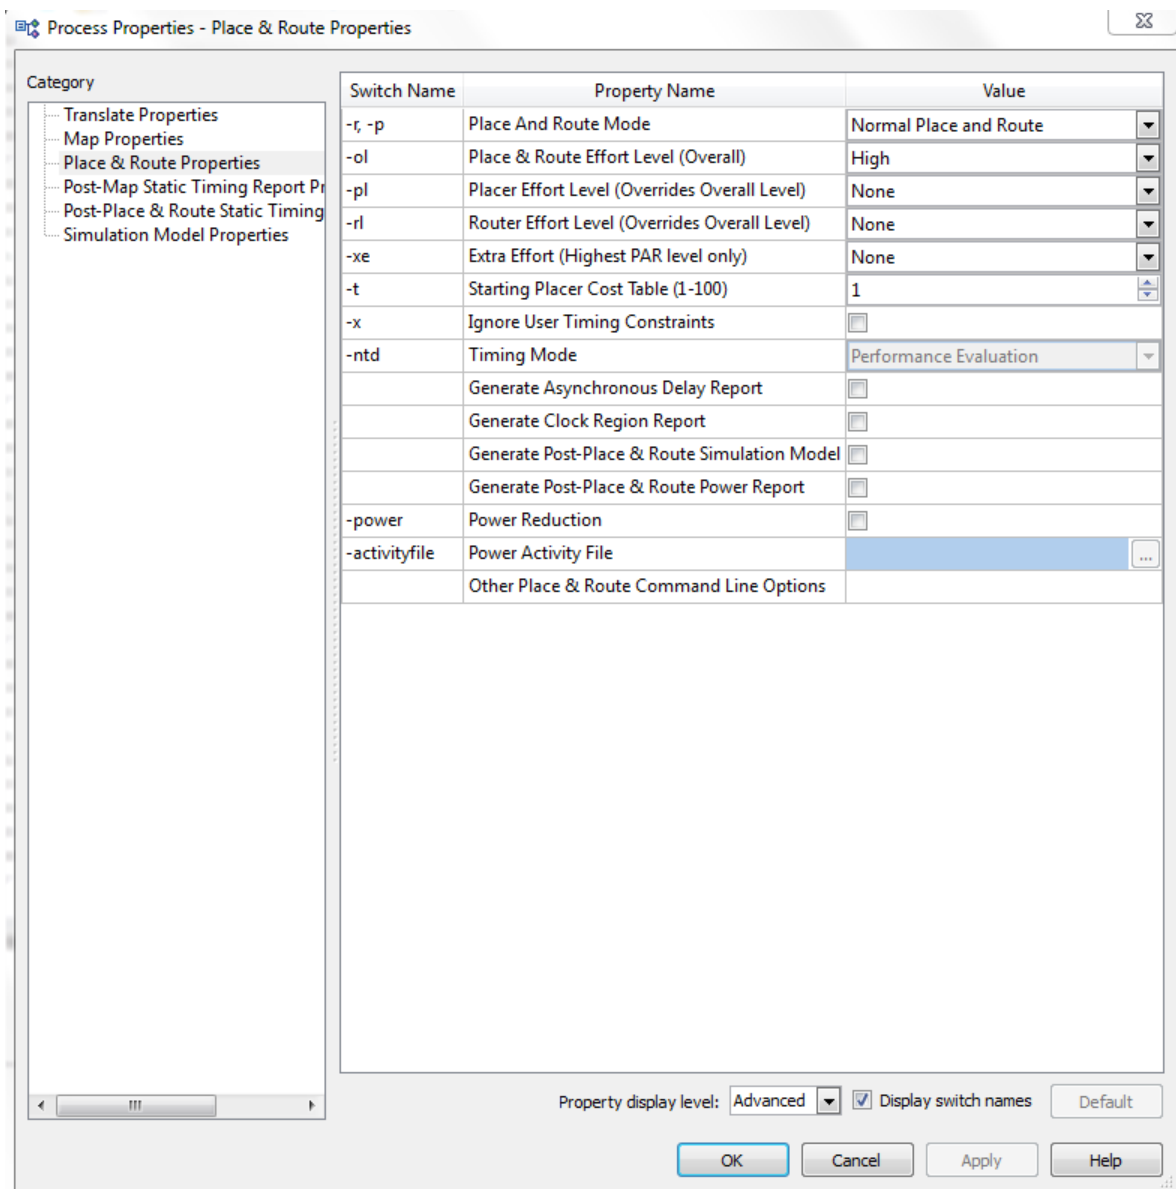 Process Properties - Place & Route Properties
Category
Translate Properties
Map Properties
Place & Route Properties
Post-Map Static Timing Report Pr
Post-Place & Route Static Timing
Simulation Model Properties
Switch Name Property Name Value
-r, -p Place And Route Mode Normal Place and Route
-ol Place & Route Effort Level (Overall) High
-pl Placer Effort Level (Overrides Overall Level) None
-rl Router Effort Level (Overrides Overall Level) None
-xe Extra Effort (Highest PAR level only) None
-t Starting Placer Cost Table (1-100) 1
-x Ignore User Timing Constraints
-ntd Timing Mode Performance Evaluation
Generate Asynchronous Delay Report
Generate Clock Region Report
Generate Post-Place & Route Simulation Model
Generate Post-Place & Route Power Report
-power Power Reduction
-activityfile Power Activity File ...
Other Place & Route Command Line Options
Property display level: Advanced Display switch names Default
OK Cancel Apply Help